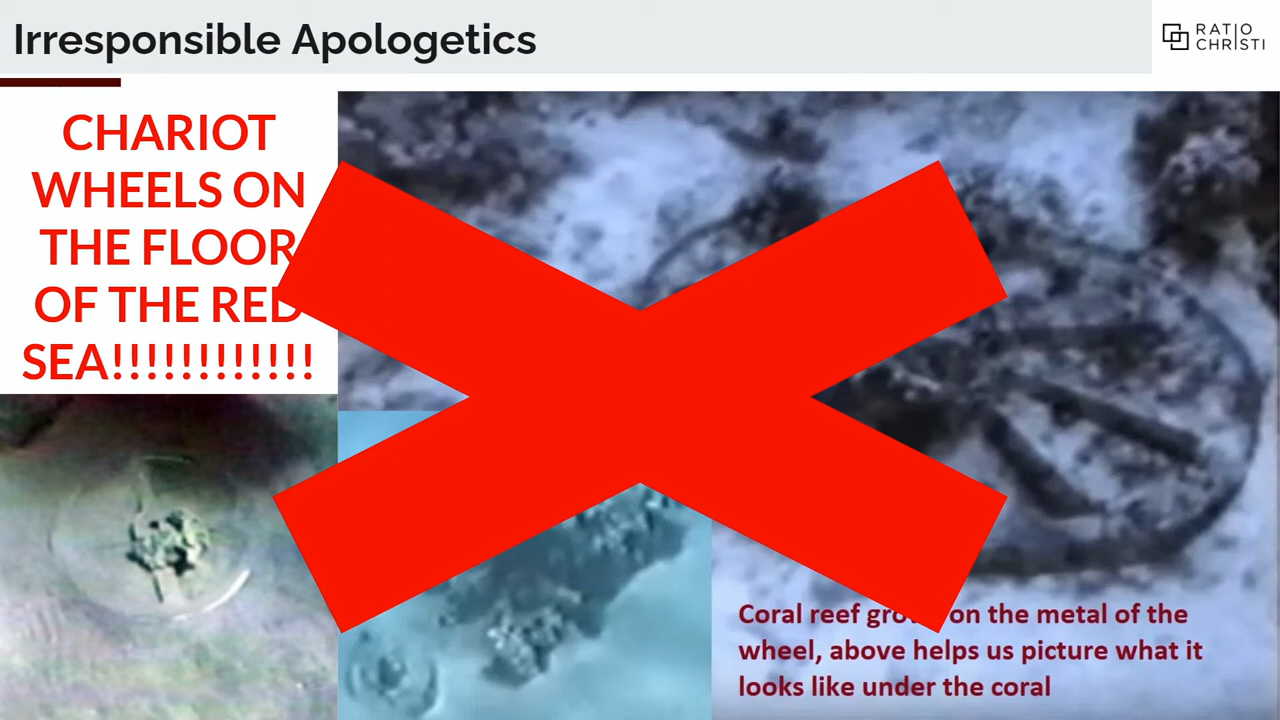 Irresponsible Apologetics
RATIO
CHRISTI
CHARIOT
WHEELS ON
THE FLOOR
OF THE RED
SEA!!!!!!!!!!!!
Coral reef on the metal of the
wheel, above helps us picture what it
looks like under the coral